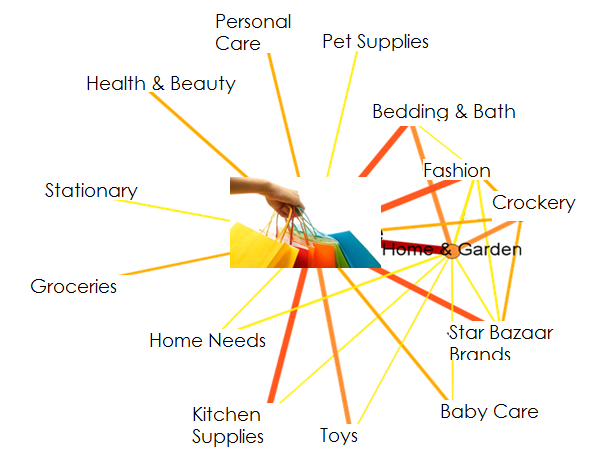 Personal
Care
Pet Supplies
Health & Beauty
Bedding & Bath
Fashion
Stationary
Crockery
Home & Garden
Groceries
Home Needs
Star Bazaar
Brands
Kitchen
Supplies
Toys
Baby Care